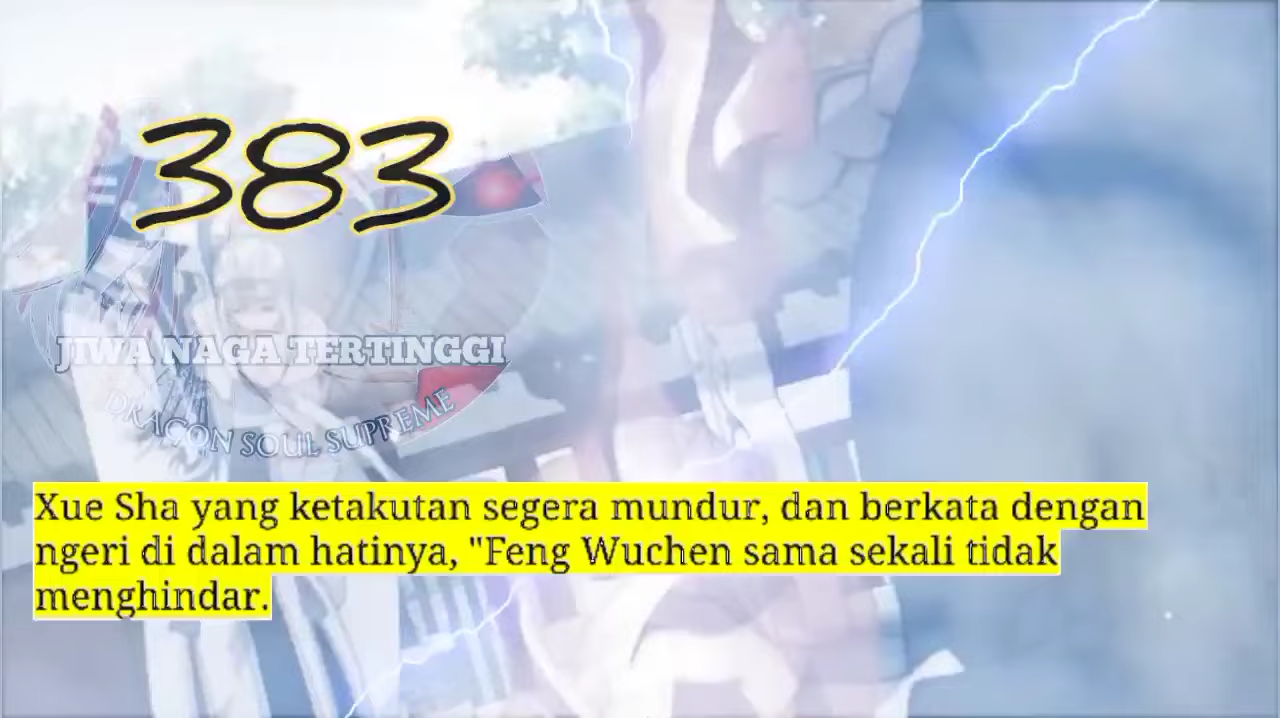 383
JIWA NAGA TERTINGGI
DRAGON SOUL SUPREME
Xue Sha yang ketakutan segera mundur, dan berkata dengan
ngeri di dalam hatinya, "Feng Wuchen sama sekali tidak
menghindar.